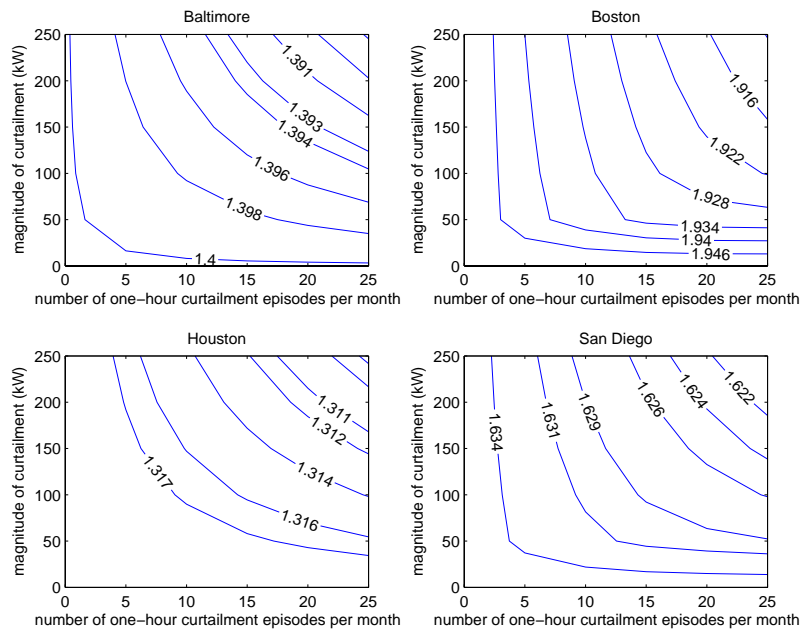 Baltimore
magnitude of curtailment (kW)
250
200
150
100
50
0
1.391
1.393
1.394
1.396
1.398
1.4
0 5 10 15 20 25
number of one−hour curtailment episodes per month
Boston
magnitude of curtailment (kW)
250
200
150
100
50
0
1.916
1.922
1.928
1.934
1.94
1.946
0 5 10 15 20 25
number of one−hour curtailment episodes per month
Houston
magnitude of curtailment (kW)
250
200
150
100
50
0
1.311
1.312
1.314
1.317
1.316
0 5 10 15 20 25
number of one−hour curtailment episodes per month
San Diego
magnitude of curtailment (kW)
250
200
150
100
50
0
1.622
1.624
1.626
1.629
1.631
1.634
0 5 10 15 20 25
number of one−hour curtailment episodes per month